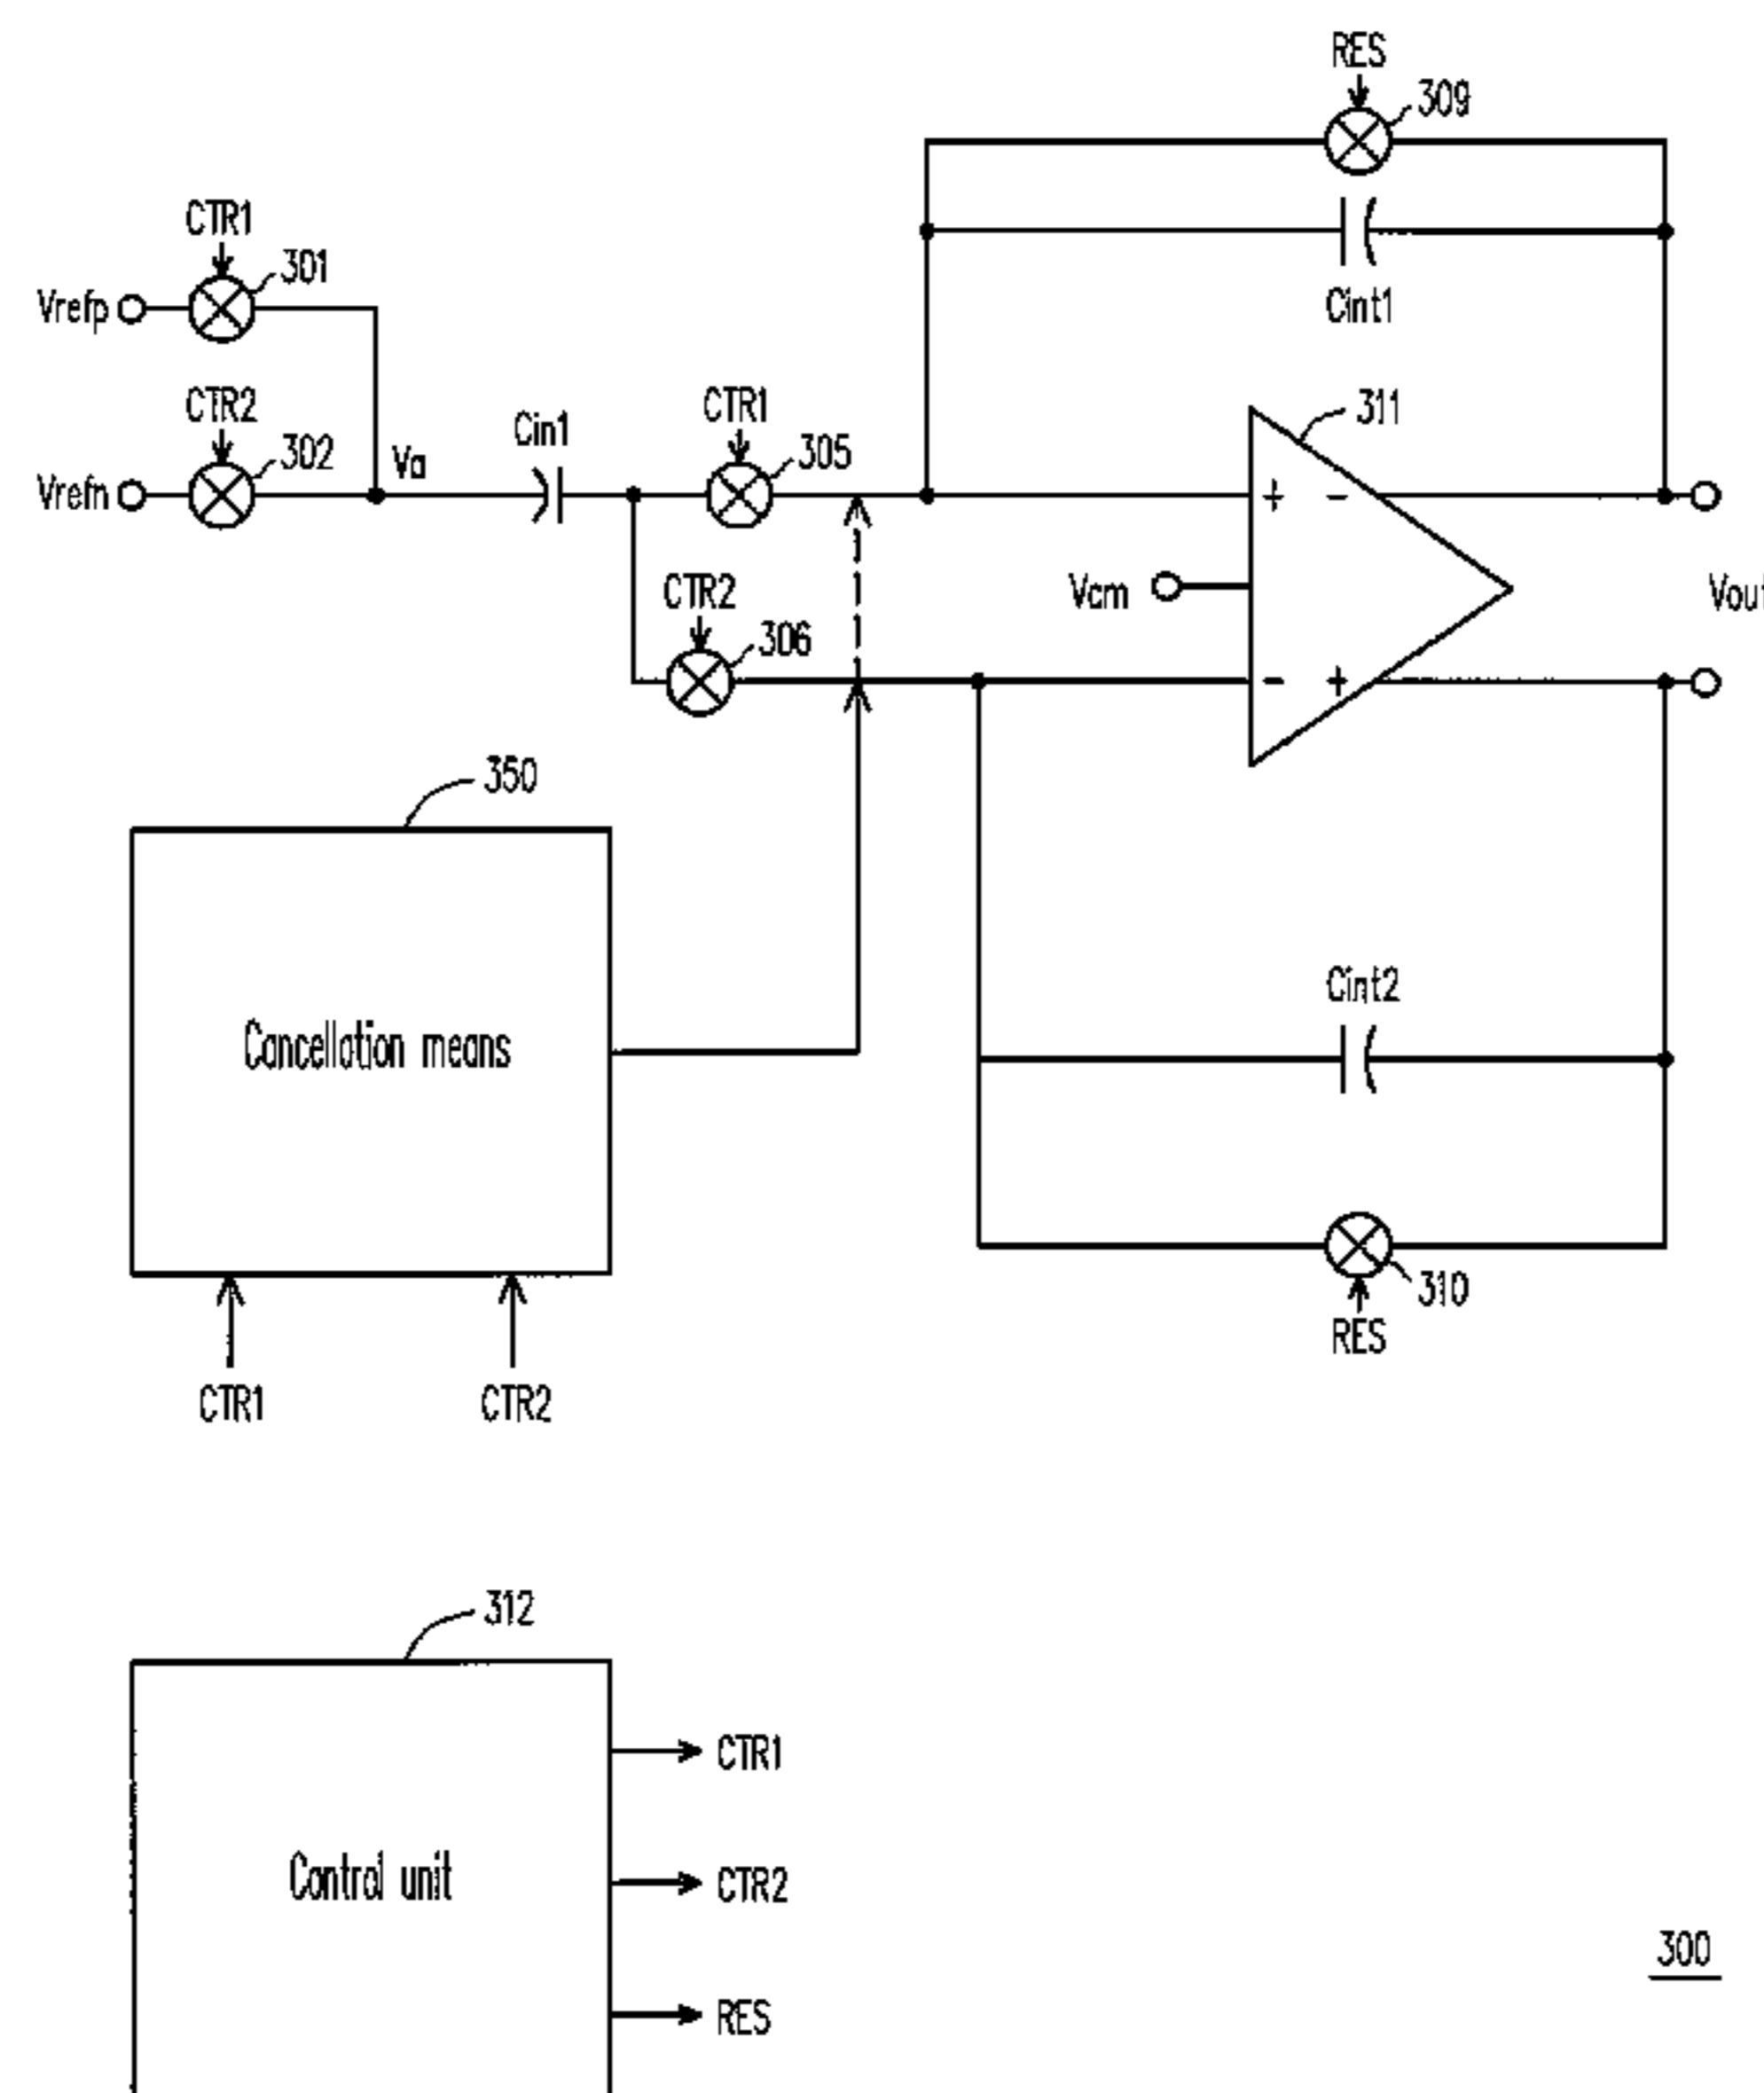 RES
309
CTR1
301
Vrefp
Cint1
CTR2
302
Vrefn
Va
Cin1
CTR1
305
311
+ -
Vcm
Vout
CTR2
306
- +
350
Cancellation means
CTR1
CTR2
Cint2
310
RES
312
Control unit
CTR1
CTR2
RES
300